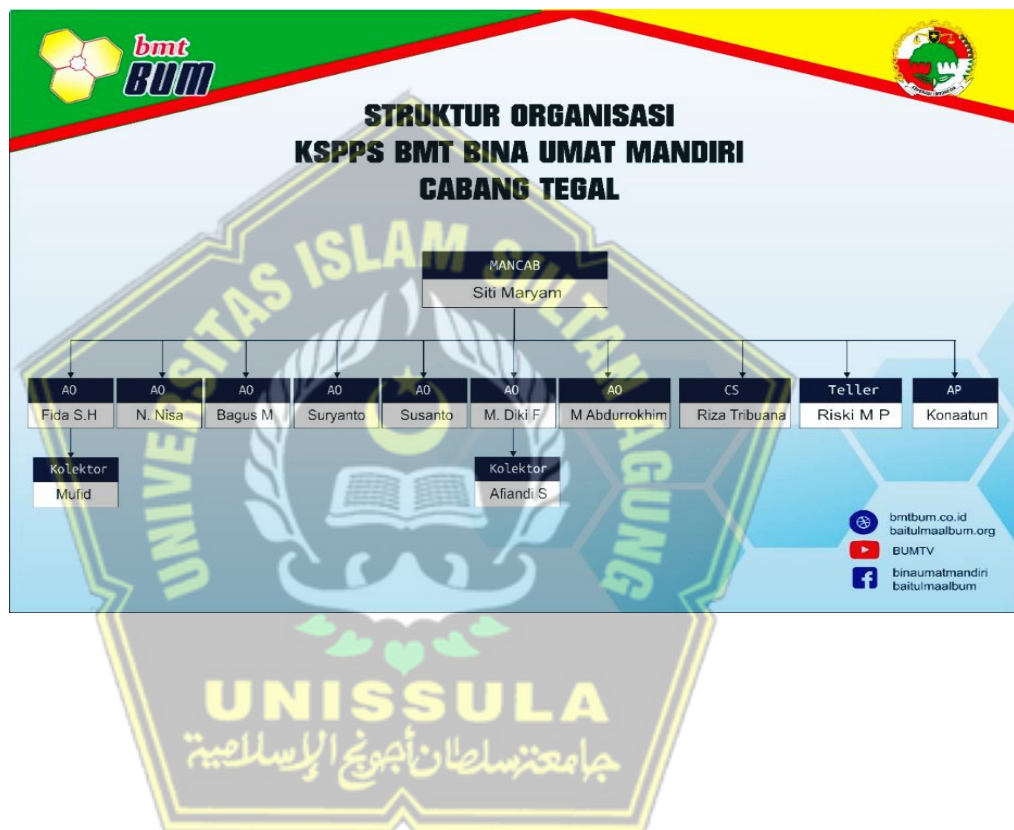 bmt
BUM
STRUKTUR ORGANISASI
KSPPS BMT BINA UMAT MANDIRI
CABANG TEGAL
MANCAB
Siti Maryam
AO AO AO AO AO AO AO CS Teller AP
Fida S.H N. Nisa Bagus M Suryanto Susanto M. Diki F M Abdurrokhim Riza Tribuana Riski M P Konaatun
Kolektor Kolektor
Mufid Afiandi S
bmtbum.co.id
baitulmaalbum.org
BUMTV
binaumatmandiri
baitulmaalbum
UNIVERSITAS ISLAM SULTAN AGUNG
UNISSULA
جامعة سلطان أجونج الإسلامية